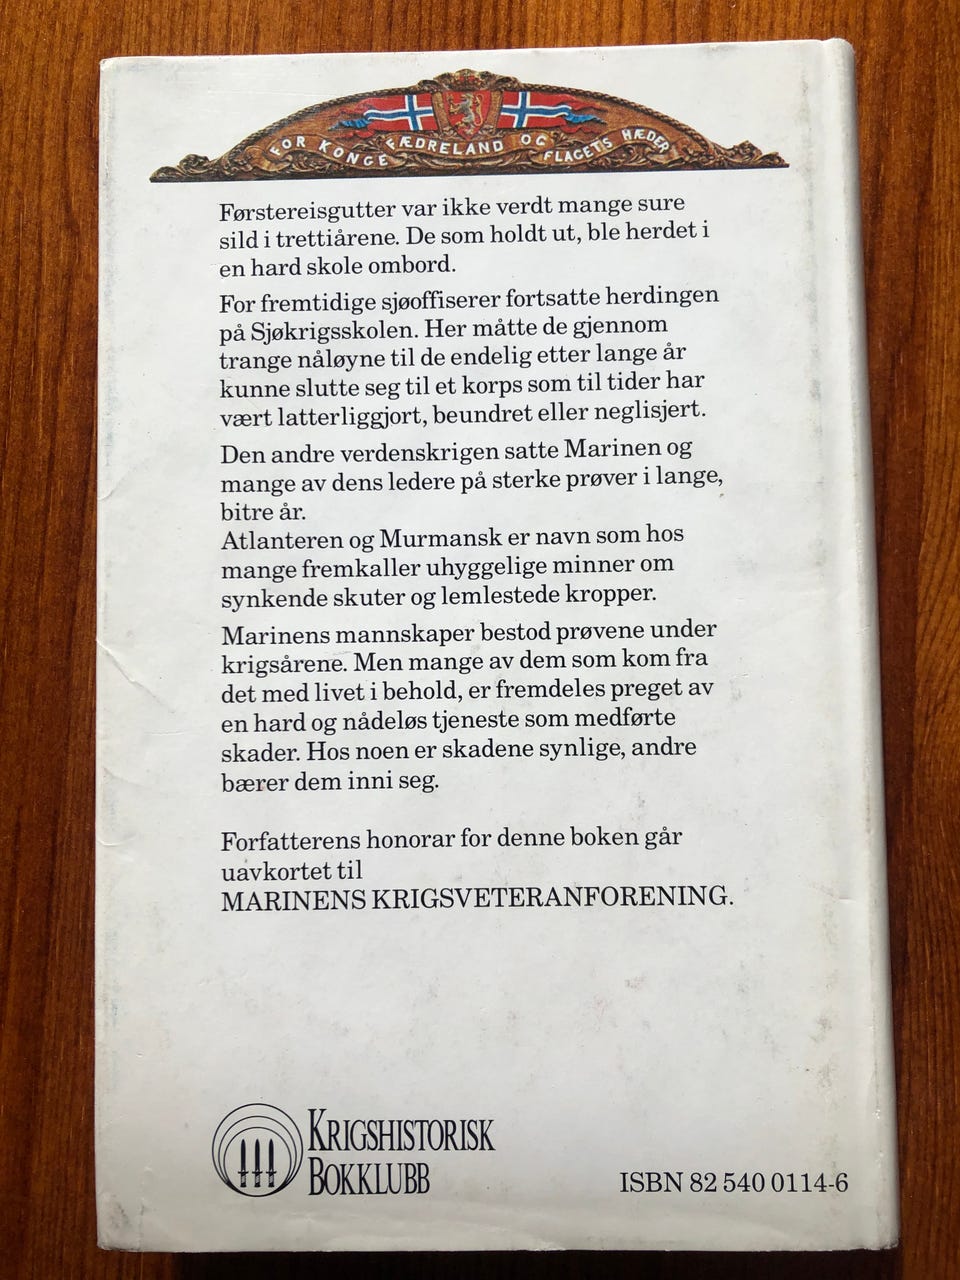 FOR KONGE FÆDRELAND OG FLAGETS HÆDER
Førstereisgutter var ikke verdt mange sure
sild i trettiårene. De som holdt ut, ble herdet i
en hard skole ombord.
For fremtidige sjøoffiserer fortsatte herdingen
på Sjøkrigsskolen. Her måtte de gjennom
trange nåløyne til de endelig etter lange år
kunne slutte seg til et korps som til tider har
vært latterliggjort, beundret eller neglisjert.
Den andre verdenskrigen satte Marinen og
mange av dens ledere på sterke prøver i lange,
bitre år.
Atlanteren og Murmansk er navn som hos
mange fremkaller uhyggelige minner om
synkende skuter og lemlestede kropper.
Marinens mannskaper bestod prøvene under
krigsårene. Men mange av dem som kom fra
det med livet i behold, er fremdeles preget av
en hard og nådeløs tjeneste som medførte
skader. Hos noen er skadene synlige, andre
bærer dem inni seg.
Forfatterens honorar for denne boken går
uavkortet til
MARINENS KRIGSVETERANFORENING.
KRIGSHISTORISK
BOKKLUBB
ISBN 82 540 0114-6